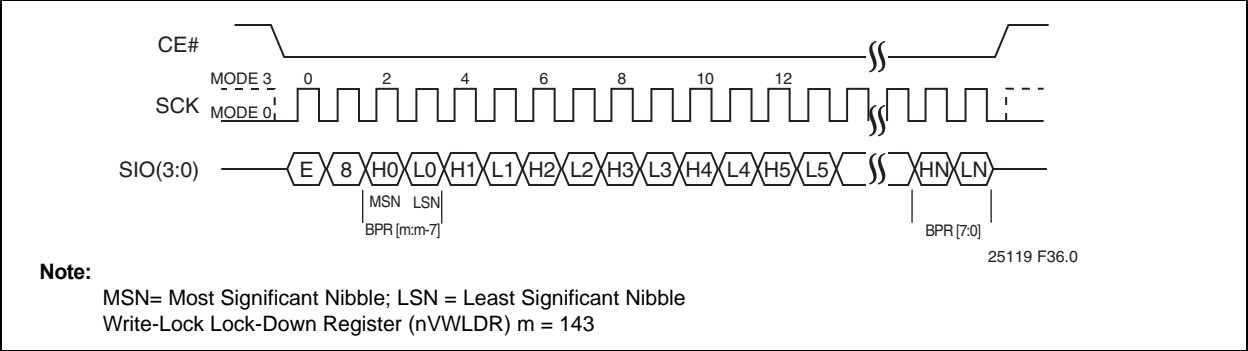 CE#
MODE 3 0 2 4 6 8 10 12
SCK MODE 0
SIO(3:0) E 8 H0 L0 H1 L1 H2 L2 H3 L3 H4 L4 H5 L5 HN LN
MSN LSN
BPR [m:m-7] BPR [7:0]
25119 F36.0
Note:
MSN= Most Significant Nibble; LSN = Least Significant Nibble
Write-Lock Lock-Down Register (nVWLDR) m = 143